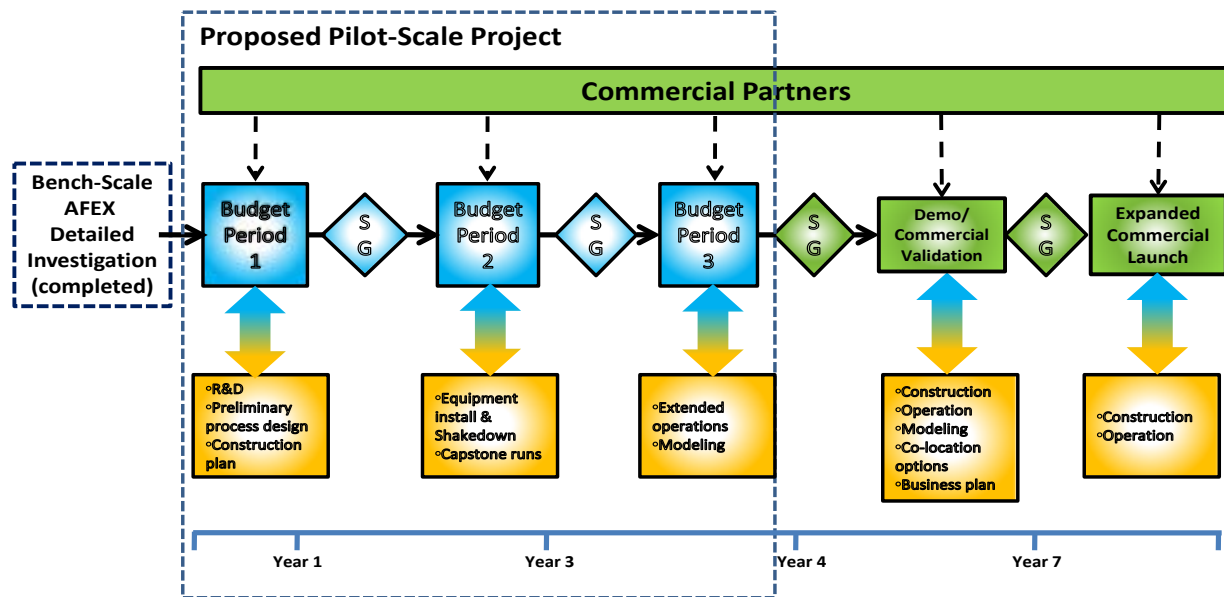 Proposed Pilot-Scale Project
Commercial Partners
Bench-Scale
AFEX
Detailed
Investigation
(completed)
Budget
Period
1
S
G
Budget
Period
2
S
G
Budget
Period
3
S
G
Demo/
Commercial
Validation
S
G
Expanded
Commercial
Launch
◦R&D
◦Preliminary
process design
◦Construction
plan
◦Equipment
install &
Shakedown
◦Capstone runs
◦Extended
operations
◦Modeling
◦Construction
◦Operation
◦Modeling
◦Co-location
options
◦Business plan
◦Construction
◦Operation
Year 1
Year 3
Year 4
Year 7